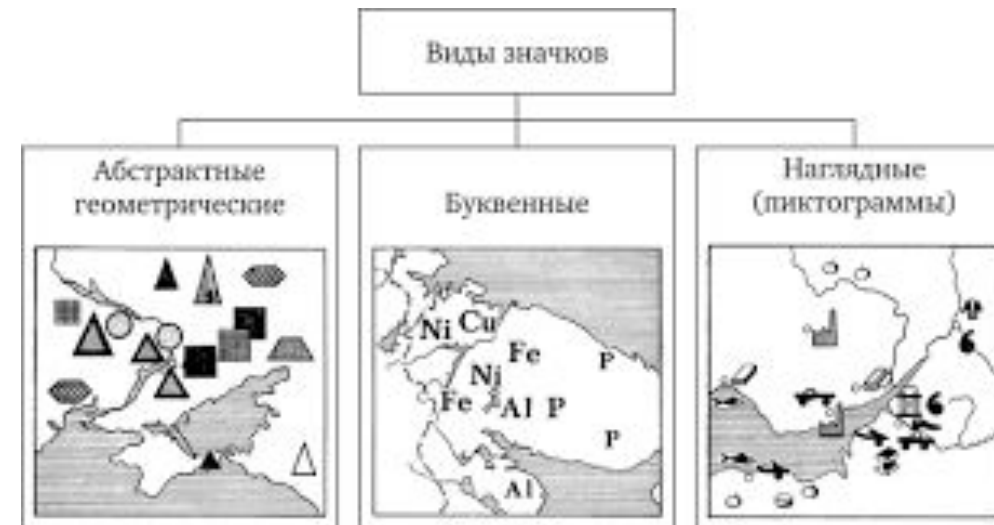 Виды значков
Абстрактные
геометрические
Буквенные
Наглядные
(пиктограммы)
Ni Cu
Fe
P
Ni
Fe
Al P
P
Al